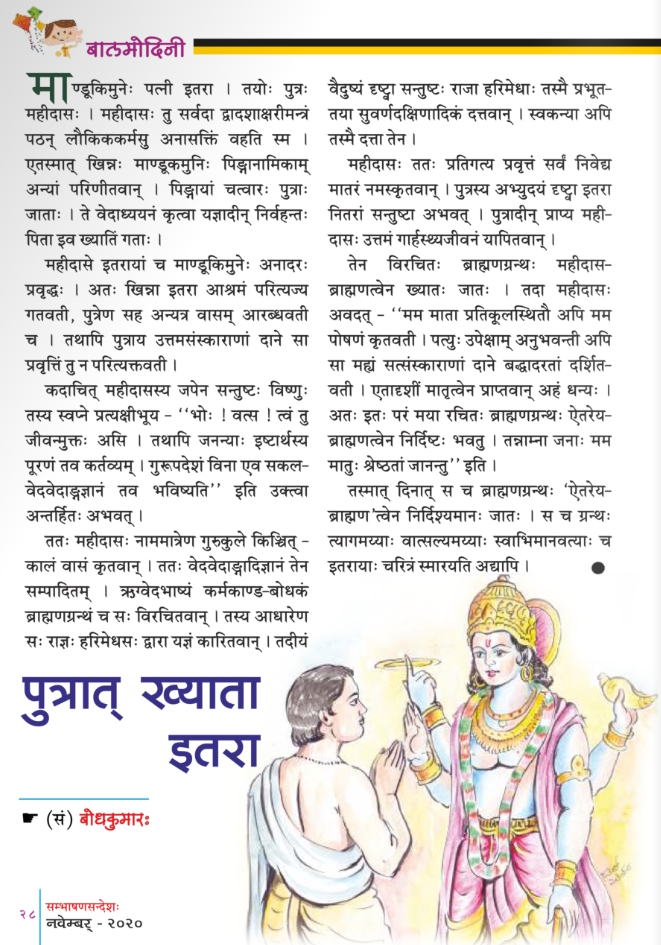 बालमोदिनी
माण्डूकिमुनेः पत्नी इतरा । तयोः पुत्रः
महीदासः । महीदासः तु सर्वदा द्वादशाक्षरीमन्त्रं
पठन् लौकिककर्मसु अनासक्तिं वहति स्म ।
एतस्मात् खिन्नः माण्डूकमुनिः पिङ्गानामिकाम्
अन्यां परिणीतवान् । पिङ्गायां चत्वारः पुत्राः
जाताः । ते वेदाध्ययनं कृत्वा यज्ञादीन् निर्वहन्तः
पिता इव ख्यातिं गताः ।
महीदासे इतरायां च माण्डूकिमुनेः अनादरः
प्रवृद्धः । अतः खिन्ना इतरा आश्रमं परित्यज्य
गतवती, पुत्रेण सह अन्यत्र वासम् आरब्धवती
च । तथापि पुत्राय उत्तमसंस्काराणां दाने सा
प्रवृत्तिं तु न परित्यक्तवती ।
कदाचित् महीदासस्य जपेन सन्तुष्टः विष्णुः
तस्य स्वप्ने प्रत्यक्षीभूय - ‘‘भोः ! वत्स ! त्वं तु
जीवन्मुक्तः असि । तथापि जनन्याः इष्टार्थस्य
पूरणं तव कर्तव्यम् । गुरूपदेशं विना एव सकल-
वेदवेदाङ्गज्ञानं तव भविष्यति’’ इति उक्त्वा
अन्तर्हितः अभवत् ।
ततः महीदासः नाममात्रेण गुरुकुले किञ्चित् -
कालं वासं कृतवान् । ततः वेदवेदाङ्गादिज्ञानं तेन
सम्पादितम् । ऋग्वेदभाष्यं कर्मकाण्ड-बोधकं
ब्राह्मणग्रन्थं च सः विरचितवान् । तस्य आधारेण
सः राज्ञः हरिमेधसः द्वारा यज्ञं कारितवान् । तदीयं
वैदुष्यं दृष्ट्वा सन्तुष्टः राजा हरिमेधाः तस्मै प्रभूत-
तया सुवर्णदक्षिणादिकं दत्तवान् । स्वकन्या अपि
तस्मै दत्ता तेन ।
महीदासः ततः प्रतिगत्य प्रवृत्तं सर्वं निवेद्य
मातरं नमस्कृतवान् । पुत्रस्य अभ्युदयं दृष्ट्वा इतरा
नितरां सन्तुष्टा अभवत् । पुत्रादीन् प्राप्य मही-
दासः उत्तमं गार्हस्थ्यजीवनं यापितवान् ।
तेन विरचितः ब्राह्मणग्रन्थः महीदास-
ब्राह्मणत्वेन ख्यातः जातः । तदा महीदासः
अवदत् - ‘‘मम माता प्रतिकूलस्थितौ अपि मम
पोषणं कृतवती । पत्युः उपेक्षाम् अनुभवन्ती अपि
सा मह्यं सत्संस्काराणां दाने बद्धादरतां दर्शित-
वती । एतादृशीं मातृत्वेन प्राप्तवान् अहं धन्यः ।
अतः इतः परं मया रचितः ब्राह्मणग्रन्थः ऐतरेय-
ब्राह्मणत्वेन निर्दिष्टः भवतु । तन्नाम्ना जनाः मम
मातुः श्रेष्ठतां जानन्तु’’ इति ।
तस्मात् दिनात् स च ब्राह्मणग्रन्थः ‘ऐतरेय-
ब्राह्मण’त्वेन निर्दिश्यमानः जातः । स च ग्रन्थः
त्यागमय्याः वात्सल्यमय्याः स्वाभिमानवत्याः च
इतरायाः चरित्रं स्मारयति अद्यापि ।
पुत्रात् ख्याता
इतरा
(सं) बोधकुमारः
२८
सम्भाषणसन्देशः
नवेम्बर् - २०२०